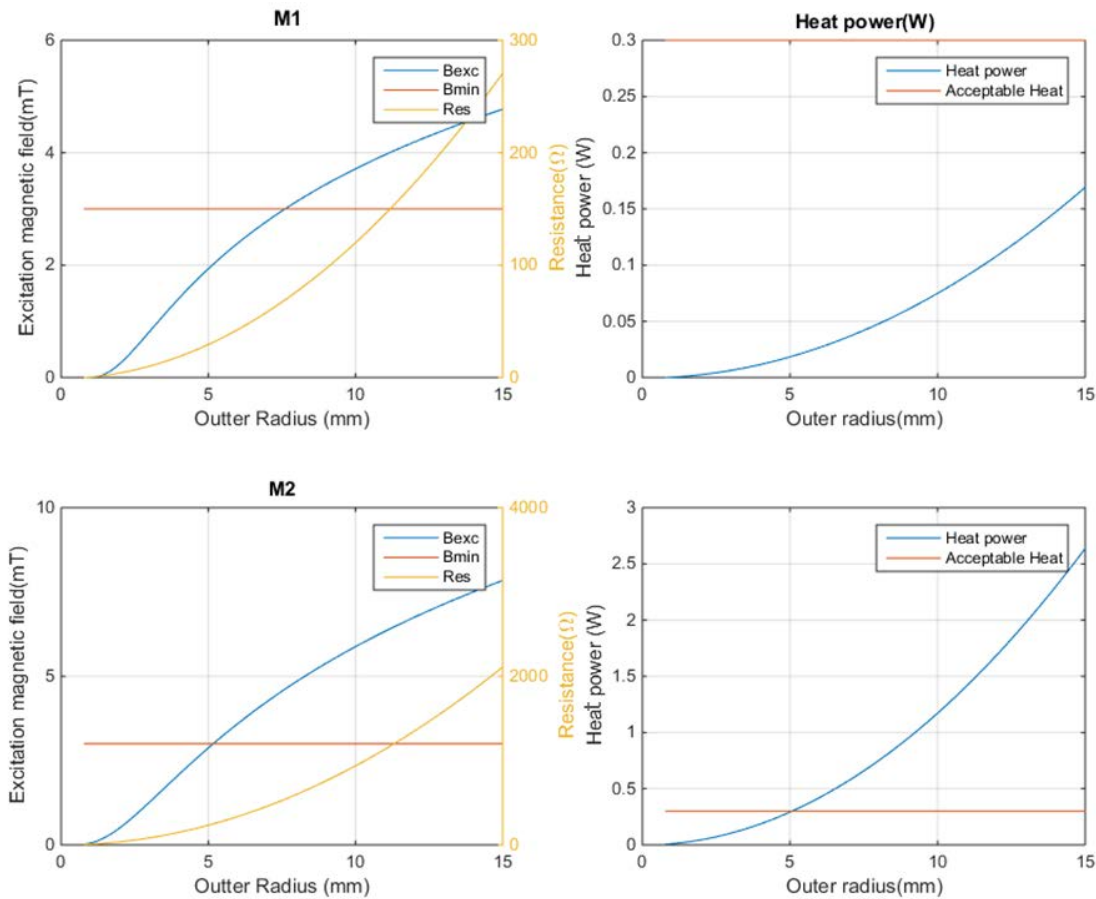 M1
Excitation magnetic field(mT)
6
4
2
0
Bexc
Bmin
Res
300
200
100
0
Resistance(Ω)
0
5
10
15
Outter Radius (mm)
Heat power(W)
Heat power (W)
0.3
0.25
0.2
0.15
0.1
0.05
0
Heat power
Acceptable Heat
0
5
10
15
Outer radius(mm)
M2
Excitation magnetic field(mT)
10
5
0
Bexc
Bmin
Res
4000
2000
0
Resistance(Ω)
0
5
10
15
Outter Radius (mm)
Heat power (W)
3
2.5
2
1.5
1
0.5
0
Heat power
Acceptable Heat
0
5
10
15
Outer radius(mm)